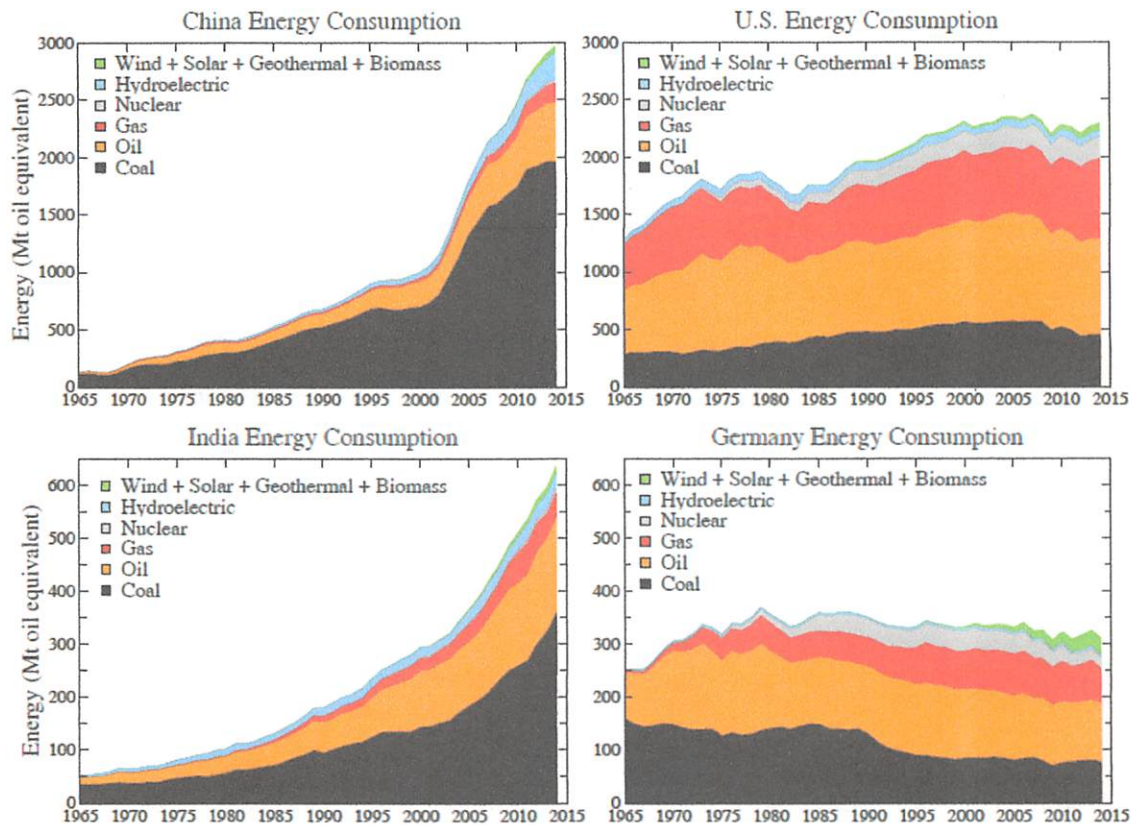 China Energy Consumption
3000
2500
2000
1500
1000
500
0
Energy (Mt oil equivalent)
Wind + Solar + Geothermal + Biomass
Hydroelectric
Nuclear
Gas
Oil
Coal
1965 1970 1975 1980 1985 1990 1995 2000 2005 2010 2015
U.S. Energy Consumption
3000
2500
2000
1500
1000
500
0
Wind + Solar + Geothermal + Biomass
Hydroelectric
Nuclear
Gas
Oil
Coal
1965 1970 1975 1980 1985 1990 1995 2000 2005 2010 2015
India Energy Consumption
600
500
400
300
200
100
0
Energy (Mt oil equivalent)
Wind + Solar + Geothermal + Biomass
Hydroelectric
Nuclear
Gas
Oil
Coal
1965 1970 1975 1980 1985 1990 1995 2000 2005 2010 2015
Germany Energy Consumption
600
500
400
300
200
100
0
Wind + Solar + Geothermal + Biomass
Hydroelectric
Nuclear
Gas
Oil
Coal
1965 1970 1975 1980 1985 1990 1995 2000 2005 2010 2015